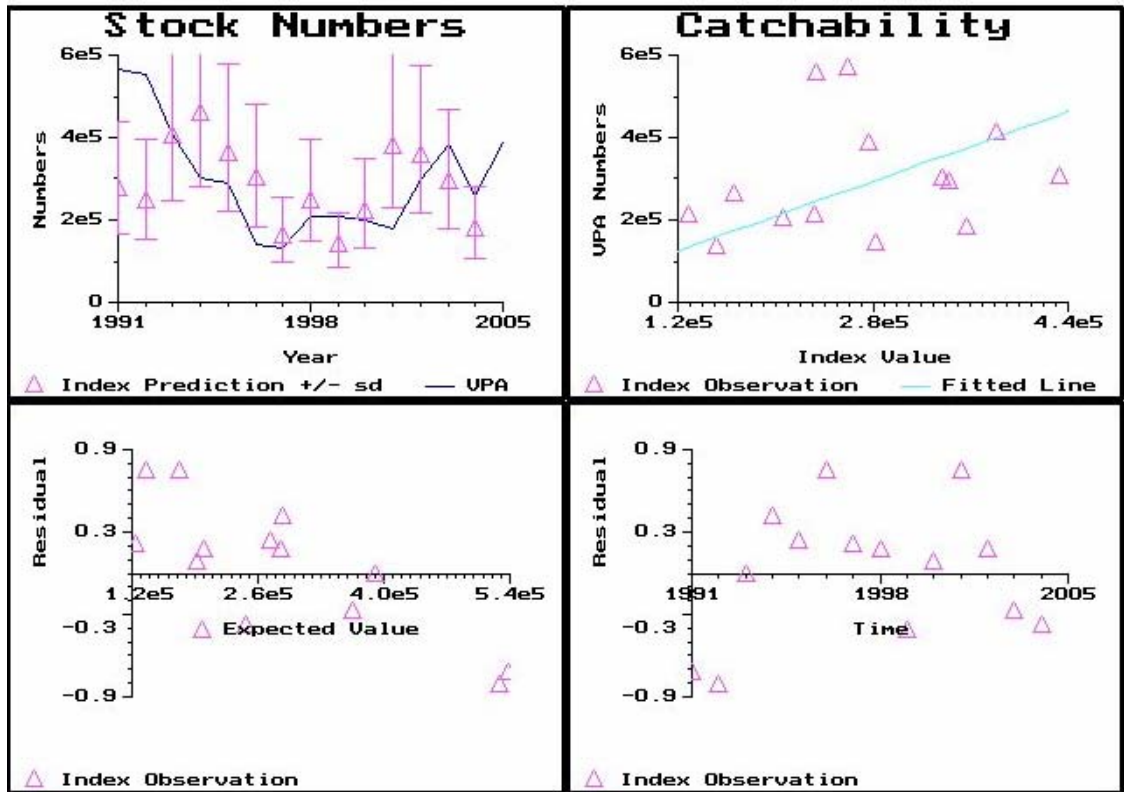 Stock Numbers
Numbers
6e5
4e5
2e5
0
1991 1998 2005
Year
Index Prediction +/- sd VPA
Catchability
VPA Numbers
6e5
4e5
2e5
0
1.2e5 2.8e5 4.4e5
Index Value
Index Observation Fitted Line
Residual
0.9
0.3
-0.3
-0.9
1.2e5 2.6e5 4.0e5 5.4e5
Expected Value
Index Observation
Residual
0.9
0.3
-0.3
-0.9
1991 1998 2005
Time
Index Observation